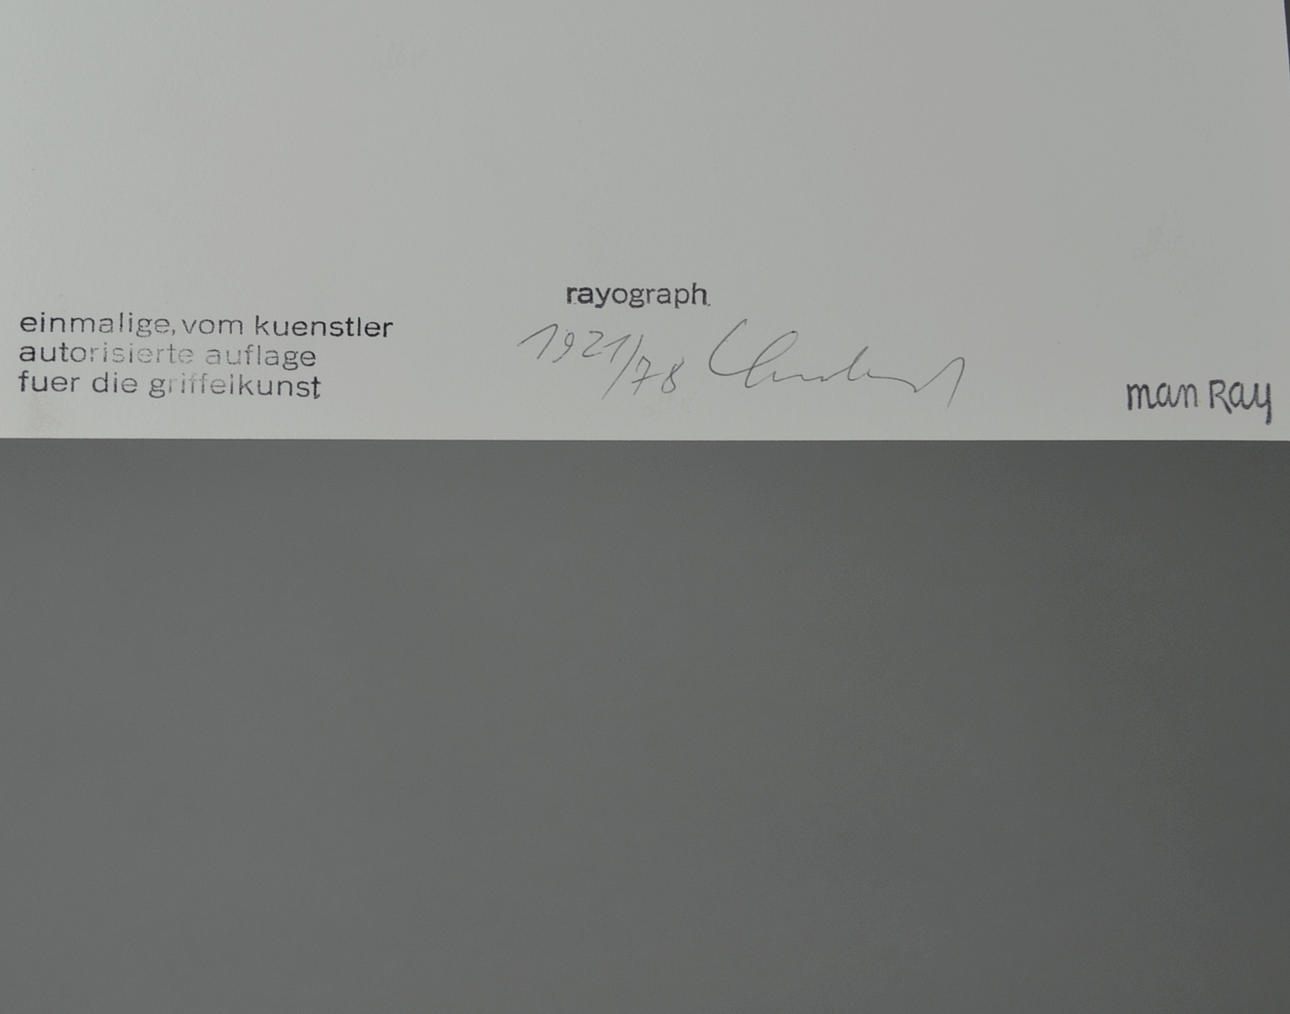 rayograph
einmalige, vom kuenstler
autorisierte auflage
fuer die griffelkunst
1921/78
man Ray